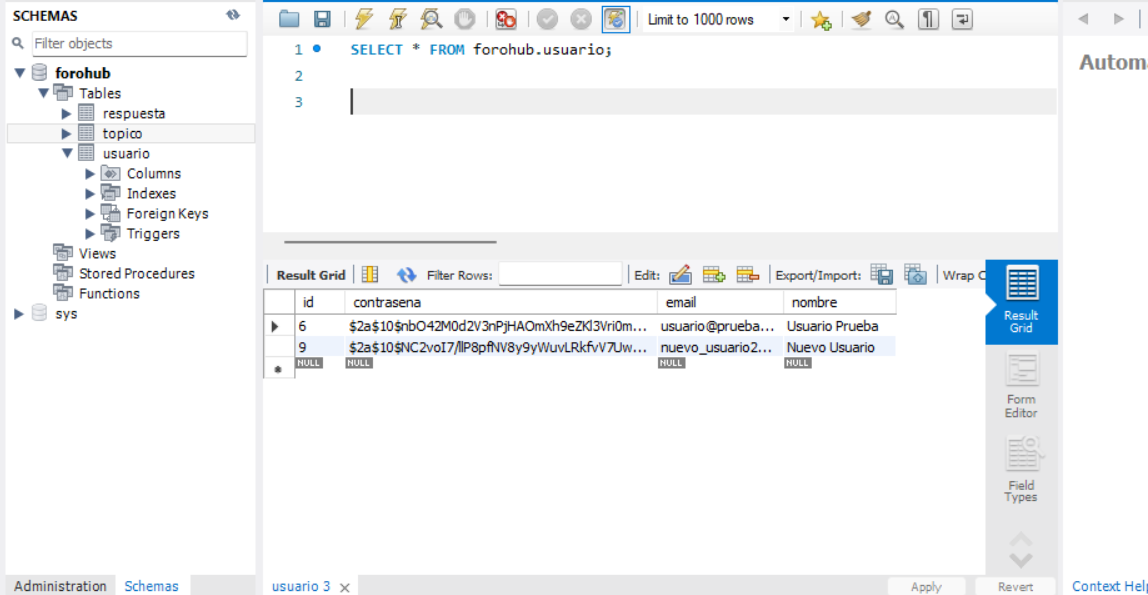 SCHEMAS
Filter objects
forohub
Tables
respuesta
topico
usuario
Columns
Indexes
Foreign Keys
Triggers
Views
Stored Procedures
Functions
sys
Administration Schemas
Limit to 1000 rows
1 SELECT * FROM forohub.usuario;
2
3
Result Grid Filter Rows: Edit: Export/Import: Wrap C
id contrasena email nombre
6 $2a$10$nbO42M0d2V3nPjHAOmXh9eZKl3Vri0m... usuario@prueba... Usuario Prueba
9 $2a$10$NC2voI7/llP8pfNV8y9yWuvLRkfvV7Uw... nuevo_usuario2... Nuevo Usuario
NULL NULL NULL NULL
Result
Grid
Form
Editor
Field
Types
usuario 3
Apply Revert
Automa
Context Help